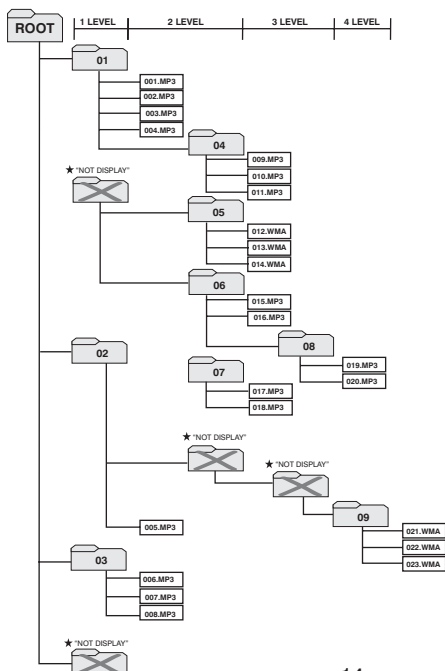 1 LEVEL 2 LEVEL 3 LEVEL 4 LEVEL
ROOT
01
001.MP3
002.MP3
003.MP3
004.MP3
04
009.MP3
010.MP3
011.MP3
★ "NOT DISPLAY"
05
012.WMA
013.WMA
014.WMA
06
015.MP3
016.MP3
02
08
019.MP3
020.MP3
07
017.MP3
018.MP3
★ "NOT DISPLAY"
★ "NOT DISPLAY"
09
005.MP3
021.WMA
022.WMA
023.WMA
03
006.MP3
007.MP3
008.MP3
★ "NOT DISPLAY"